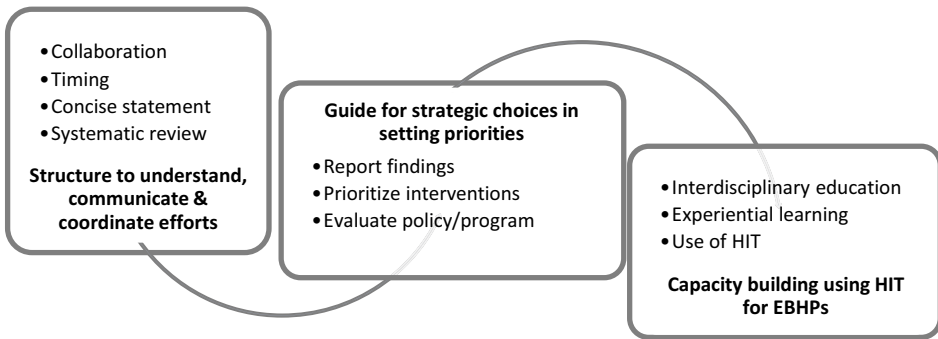 •Collaboration
•Timing
•Concise statement
•Systematic review
Structure to understand,
communicate &
coordinate efforts
Guide for strategic choices in
setting priorities
•Report findings
•Prioritize interventions
•Evaluate policy/program
•Interdisciplinary education
•Experiential learning
•Use of HIT
Capacity building using HIT
for EBHPs